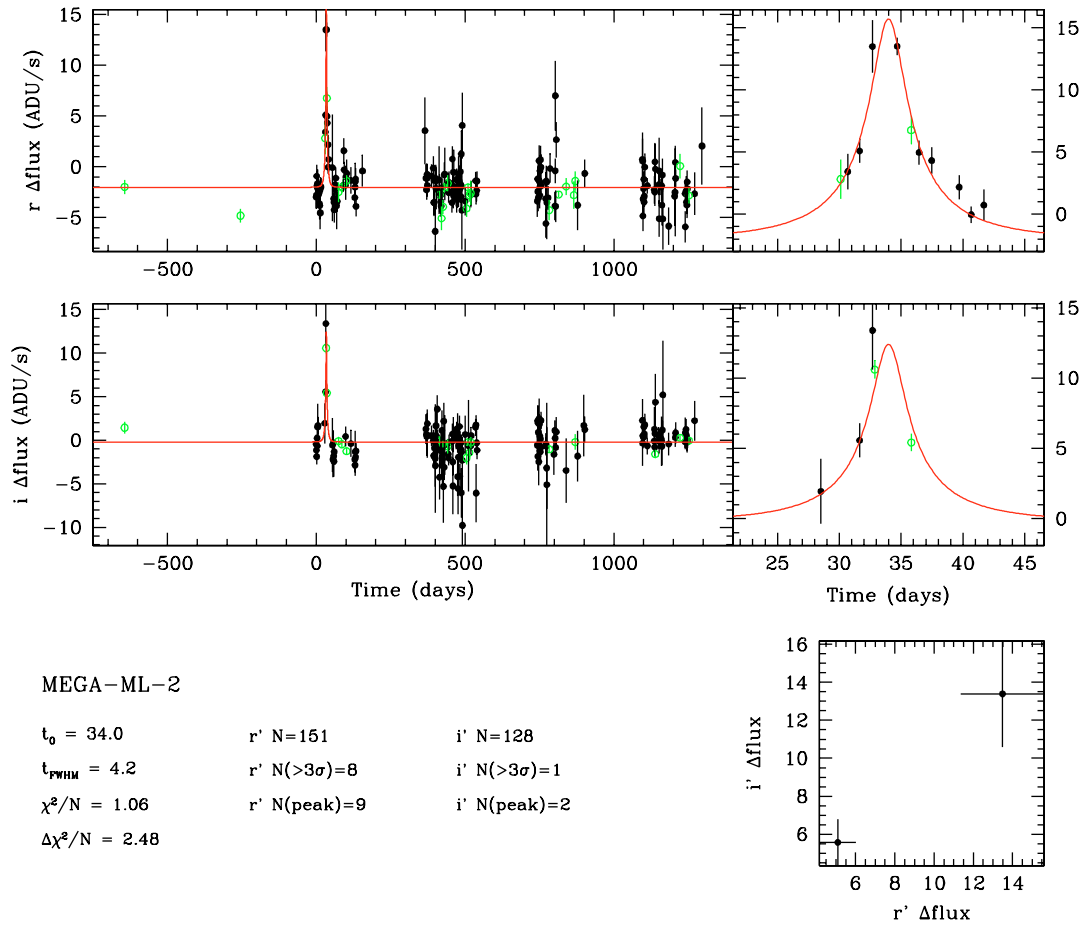 r Δflux (ADU/s)
15
10
5
0
−5
15
10
5
0
−500
0
500
1000
i Δflux (ADU/s)
15
10
5
0
−5
−10
15
10
5
0
−500
0
500
1000
25
30
35
40
45
Time (days)
Time (days)
MEGA−ML−2
t₀ = 34.0
r' N=151
i' N=128
t_FWHM = 4.2
r' N(>3σ)=8
i' N(>3σ)=1
χ²/N = 1.06
r' N(peak)=9
i' N(peak)=2
Δχ²/N = 2.48
i' Δflux
16
14
12
10
8
6
6
8
10
12
14
r' Δflux